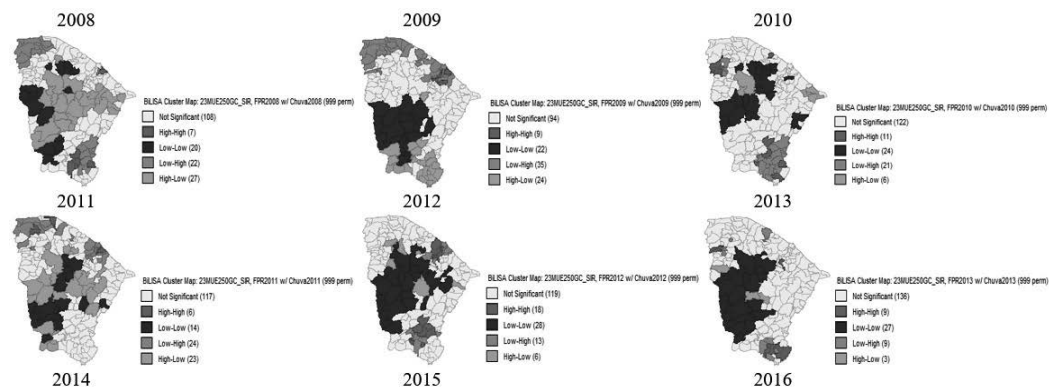 2008 2009 2010
BiLISA Cluster Map: 23MUE250GC_SIR, FPR2008 w/ Chuva2008 (999 perm)
Not Significant (108)
High-High (7)
Low-Low (20)
Low-High (22)
High-Low (27)
BiLISA Cluster Map: 23MUE250GC_SIR, FPR2009 w/ Chuva2009 (999 perm)
Not Significant (94)
High-High (9)
Low-Low (22)
Low-High (35)
High-Low (24)
BiLISA Cluster Map: 23MUE250GC_SIR, FPR2010 w/ Chuva2010 (999 perm)
Not Significant (122)
High-High (11)
Low-Low (24)
Low-High (21)
High-Low (6)
2011 2012 2013
BiLISA Cluster Map: 23MUE250GC_SIR, FPR2011 w/ Chuva2011 (999 perm)
Not Significant (117)
High-High (6)
Low-Low (14)
Low-High (24)
High-Low (23)
BiLISA Cluster Map: 23MUE250GC_SIR, FPR2012 w/ Chuva2012 (999 perm)
Not Significant (119)
High-High (18)
Low-Low (28)
Low-High (13)
High-Low (6)
BiLISA Cluster Map: 23MUE250GC_SIR, FPR2013 w/ Chuva2013 (999 perm)
Not Significant (136)
High-High (9)
Low-Low (27)
Low-High (9)
High-Low (3)
2014 2015 2016